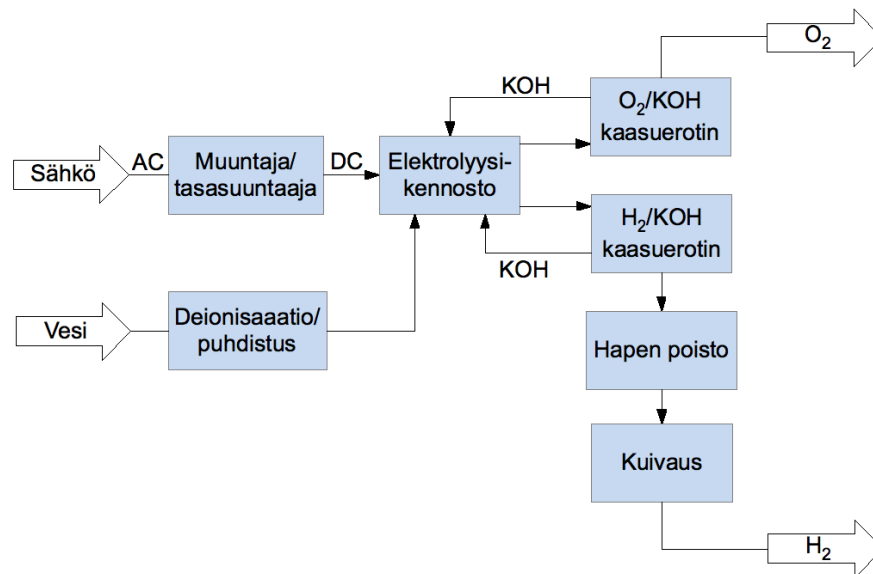 O₂
KOH
O₂/KOH
kaasuerotin
Sähkö
AC
Muuntaja/
tasasuuntaaja
DC
Elektrolyysi-
kennosto
H₂/KOH
kaasuerotin
KOH
Vesi
Deionisaaatio/
puhdistus
Hapen poisto
Kuivaus
H₂